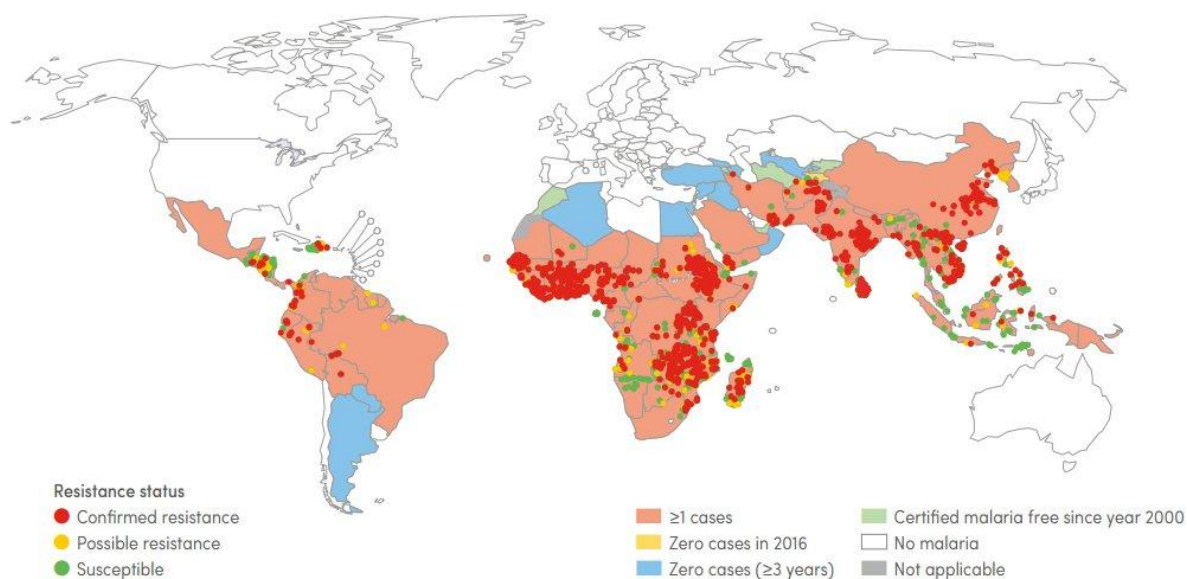 Resistance status
Confirmed resistance
Possible resistance
Susceptible
≥1 cases
Zero cases in 2016
Zero cases (≥3 years)
Certified malaria free since year 2000
No malaria
Not applicable